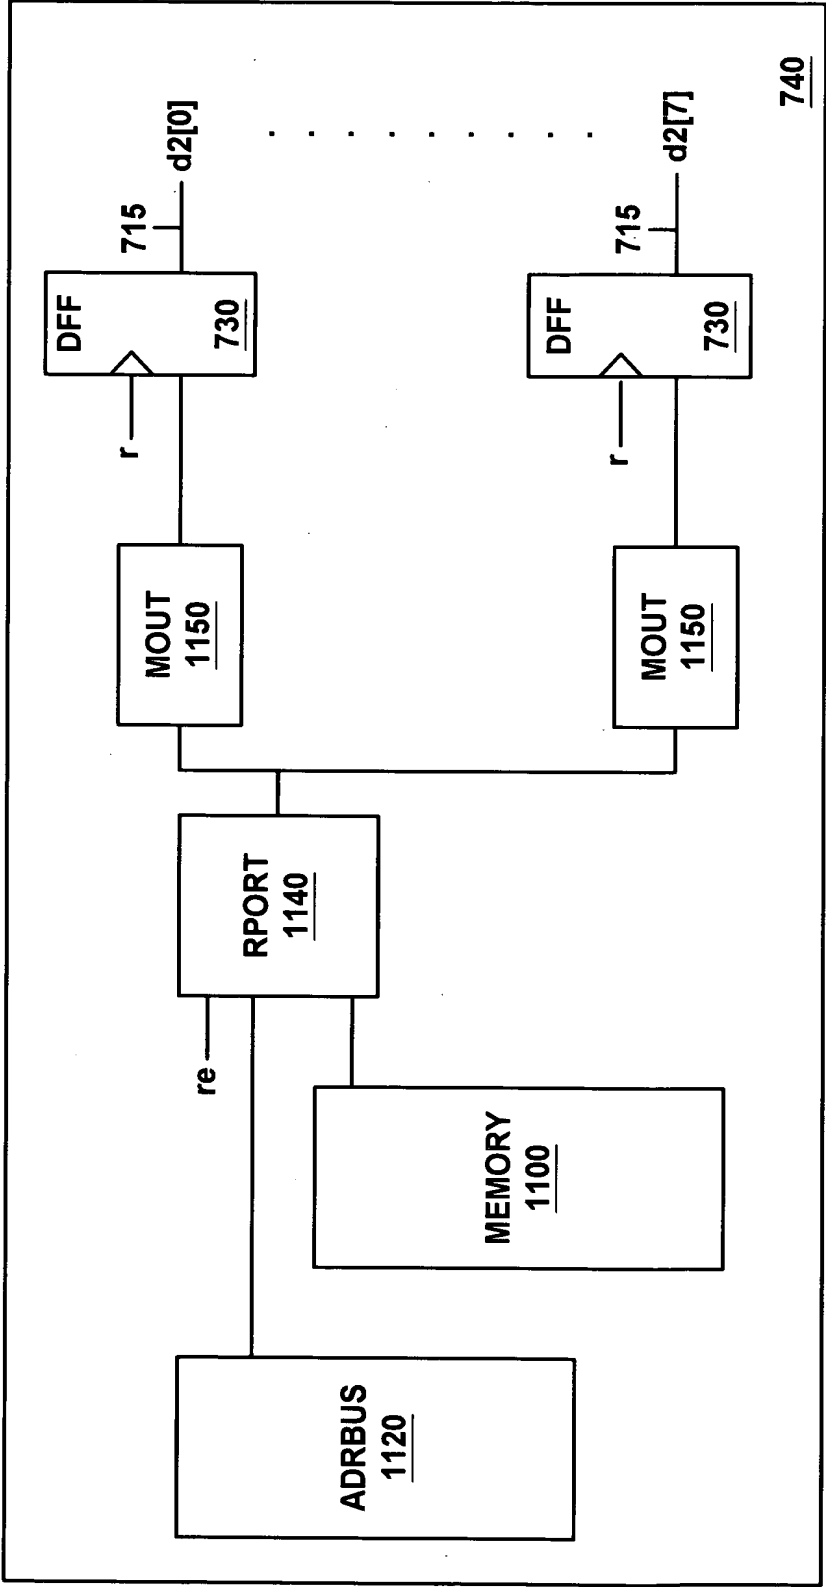 ADRBUS
1120
MEMORY
1100
re
RPORT
1140
MOUT
1150
r
DFF
730
715
d2[0]
. . . . . . . . .
MOUT
1150
r
DFF
730
715
d2[7]
740